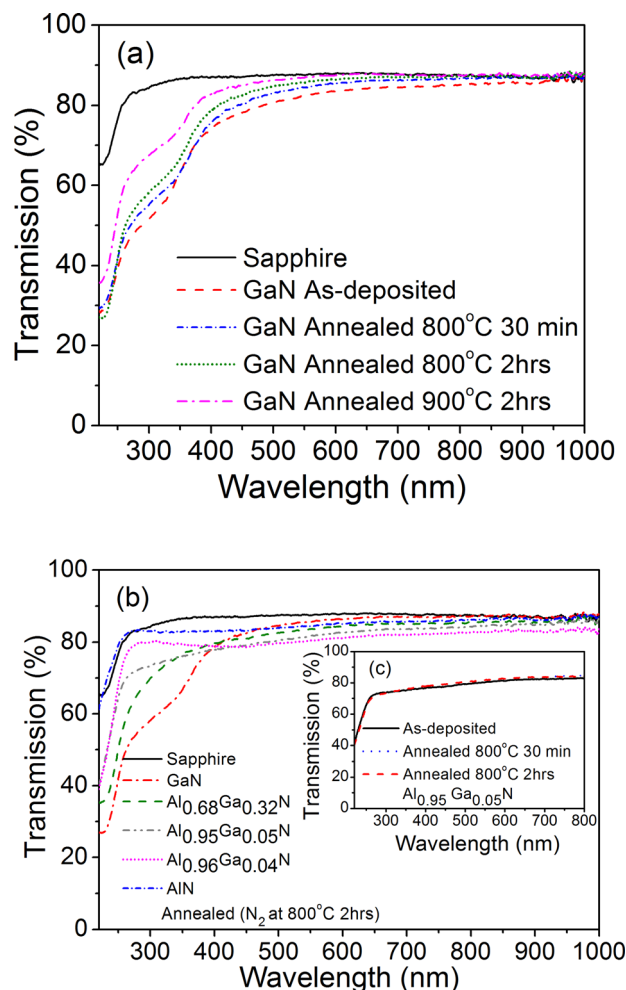 (a)
Transmission (%)
100
80
60
40
20
0
Sapphire
GaN As-deposited
GaN Annealed 800°C 30 min
GaN Annealed 800°C 2hrs
GaN Annealed 900°C 2hrs
300 400 500 600 700 800 900 1000
Wavelength (nm)
(b)
Transmission (%)
100
80
60
40
20
0
Sapphire
GaN
Al0.68Ga0.32N
Al0.95Ga0.05N
Al0.96Ga0.04N
AlN
Annealed (N2 at 800°C 2hrs)
(c)
Transmission (%)
100
80
60
40
20
0
As-deposited
Annealed 800°C 30 min
Annealed 800°C 2hrs
Al0.95 Ga0.05N
300 400 500 600 700 800
Wavelength (nm)
300 400 500 600 700 800 900 1000
Wavelength (nm)